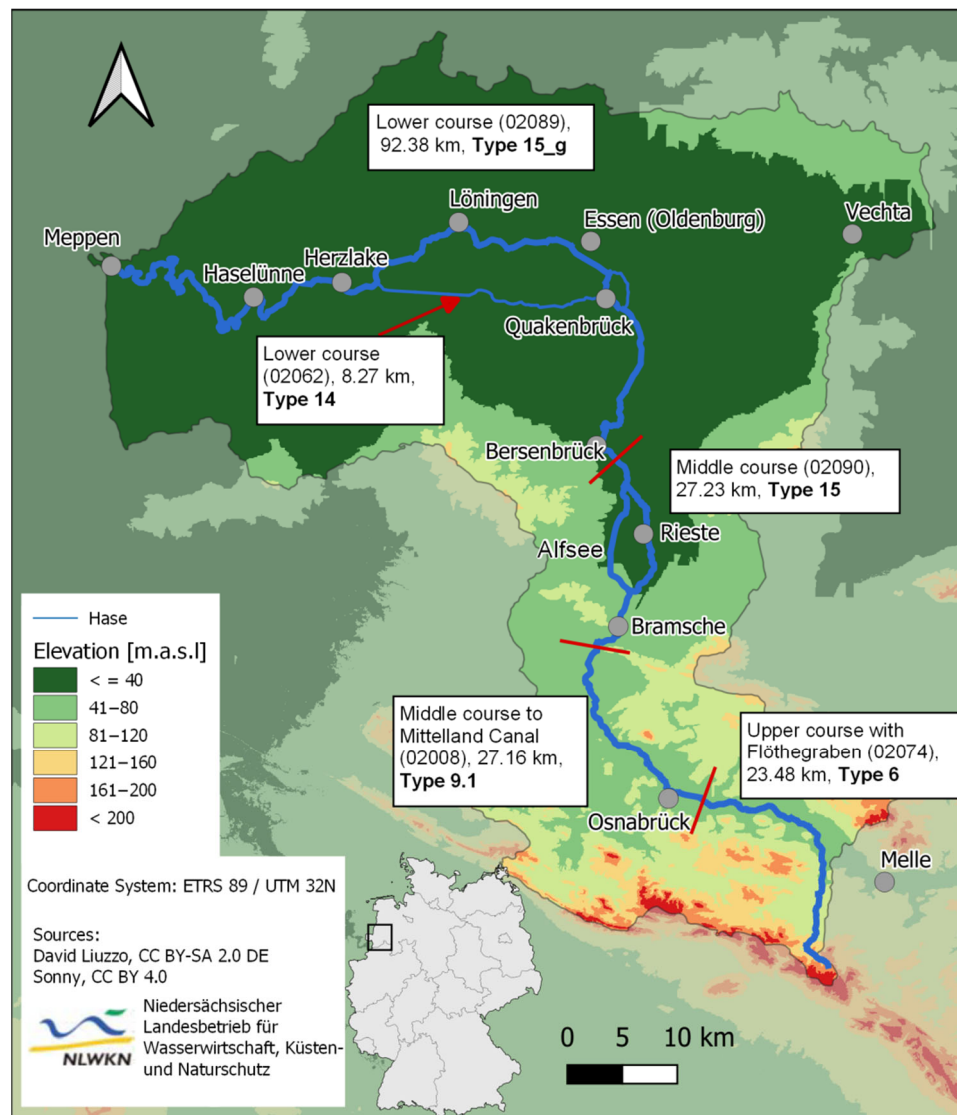 Lower course (02089),
92.38 km, Type 15_g
Löningen
Essen (Oldenburg)
Vechta
Meppen
Haselünne
Herzlake
Quakenbrück
Lower course
(02062), 8.27 km,
Type 14
Bersenbrück
Middle course (02090),
27.23 km, Type 15
Alfsee
Rieste
Bramsche
Hase
Elevation [m.a.s.l]
< = 40
41–80
81–120
121–160
161–200
< 200
Middle course to
Mittelland Canal
(02008), 27.16 km,
Type 9.1
Upper course with
Flöthegraben (02074),
23.48 km, Type 6
Osnabrück
Melle
Coordinate System: ETRS 89 / UTM 32N
Sources:
David Liuzzo, CC BY-SA 2.0 DE
Sonny, CC BY 4.0
NLWKN
Niedersächsischer
Landesbetrieb für
Wasserwirtschaft, Küsten-
und Naturschutz
0 5 10 km